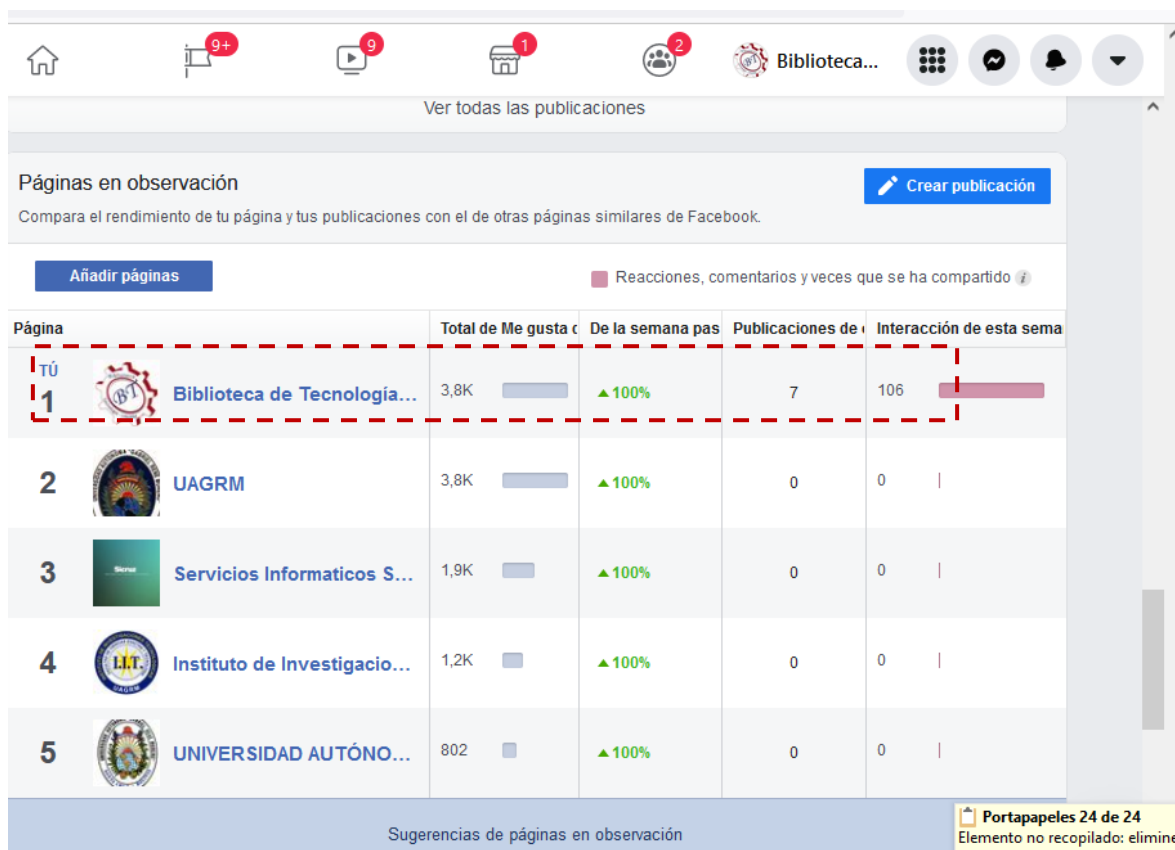 9+ 9 1 2 Biblioteca...
Ver todas las publicaciones
Páginas en observación
Crear publicación
Compara el rendimiento de tu página y tus publicaciones con el de otras páginas similares de Facebook.
Añadir páginas
Reacciones, comentarios y veces que se ha compartido i
Página Total de Me gusta d De la semana pas Publicaciones de e Interacción de esta sema
TÚ
1 BT Biblioteca de Tecnología... 3,8K ▲100% 7 106
2 UAGRM 3,8K ▲100% 0 0
3 Sicruz Servicios Informaticos S... 1,9K ▲100% 0 0
4 I.I.T. UAGRM Instituto de Investigacio... 1,2K ▲100% 0 0
5 UNIVERSIDAD AUTÓNO... 802 ▲100% 0 0
Sugerencias de páginas en observación
Portapapeles 24 de 24
Elemento no recopilado: elimine